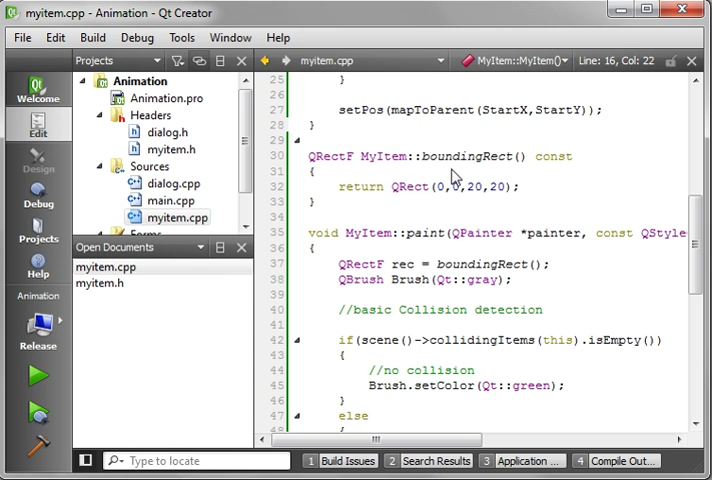 myitem.cpp - Animation - Qt Creator
File Edit Build Debug Tools Window Help
Projects
myitem.cpp
MyItem::MyItem()
Line: 16, Col: 22
Welcome
Edit
Design
Debug
Projects
Help
Animation
Release
Animation
Animation.pro
Headers
dialog.h
myitem.h
Sources
dialog.cpp
main.cpp
myitem.cpp
Forms
Open Documents
myitem.cpp
myitem.h
25 }
26
27 setPos(mapToParent(StartX,StartY));
28 }
29
30 QRectF MyItem::boundingRect() const
31 {
32 return QRect(0,0,20,20);
33 }
34
35 void MyItem::paint(QPainter *painter, const QStyle
36 {
37 QRectF rec = boundingRect();
38 QBrush Brush(Qt::gray);
39
40 //basic Collision detection
41
42 if(scene()->collidingItems(this).isEmpty())
43 {
44 //no collision
45 Brush.setColor(Qt::green);
46 }
47 else
48 {
Type to locate
1 Build Issues
2 Search Results
3 Application ...
4 Compile Out...